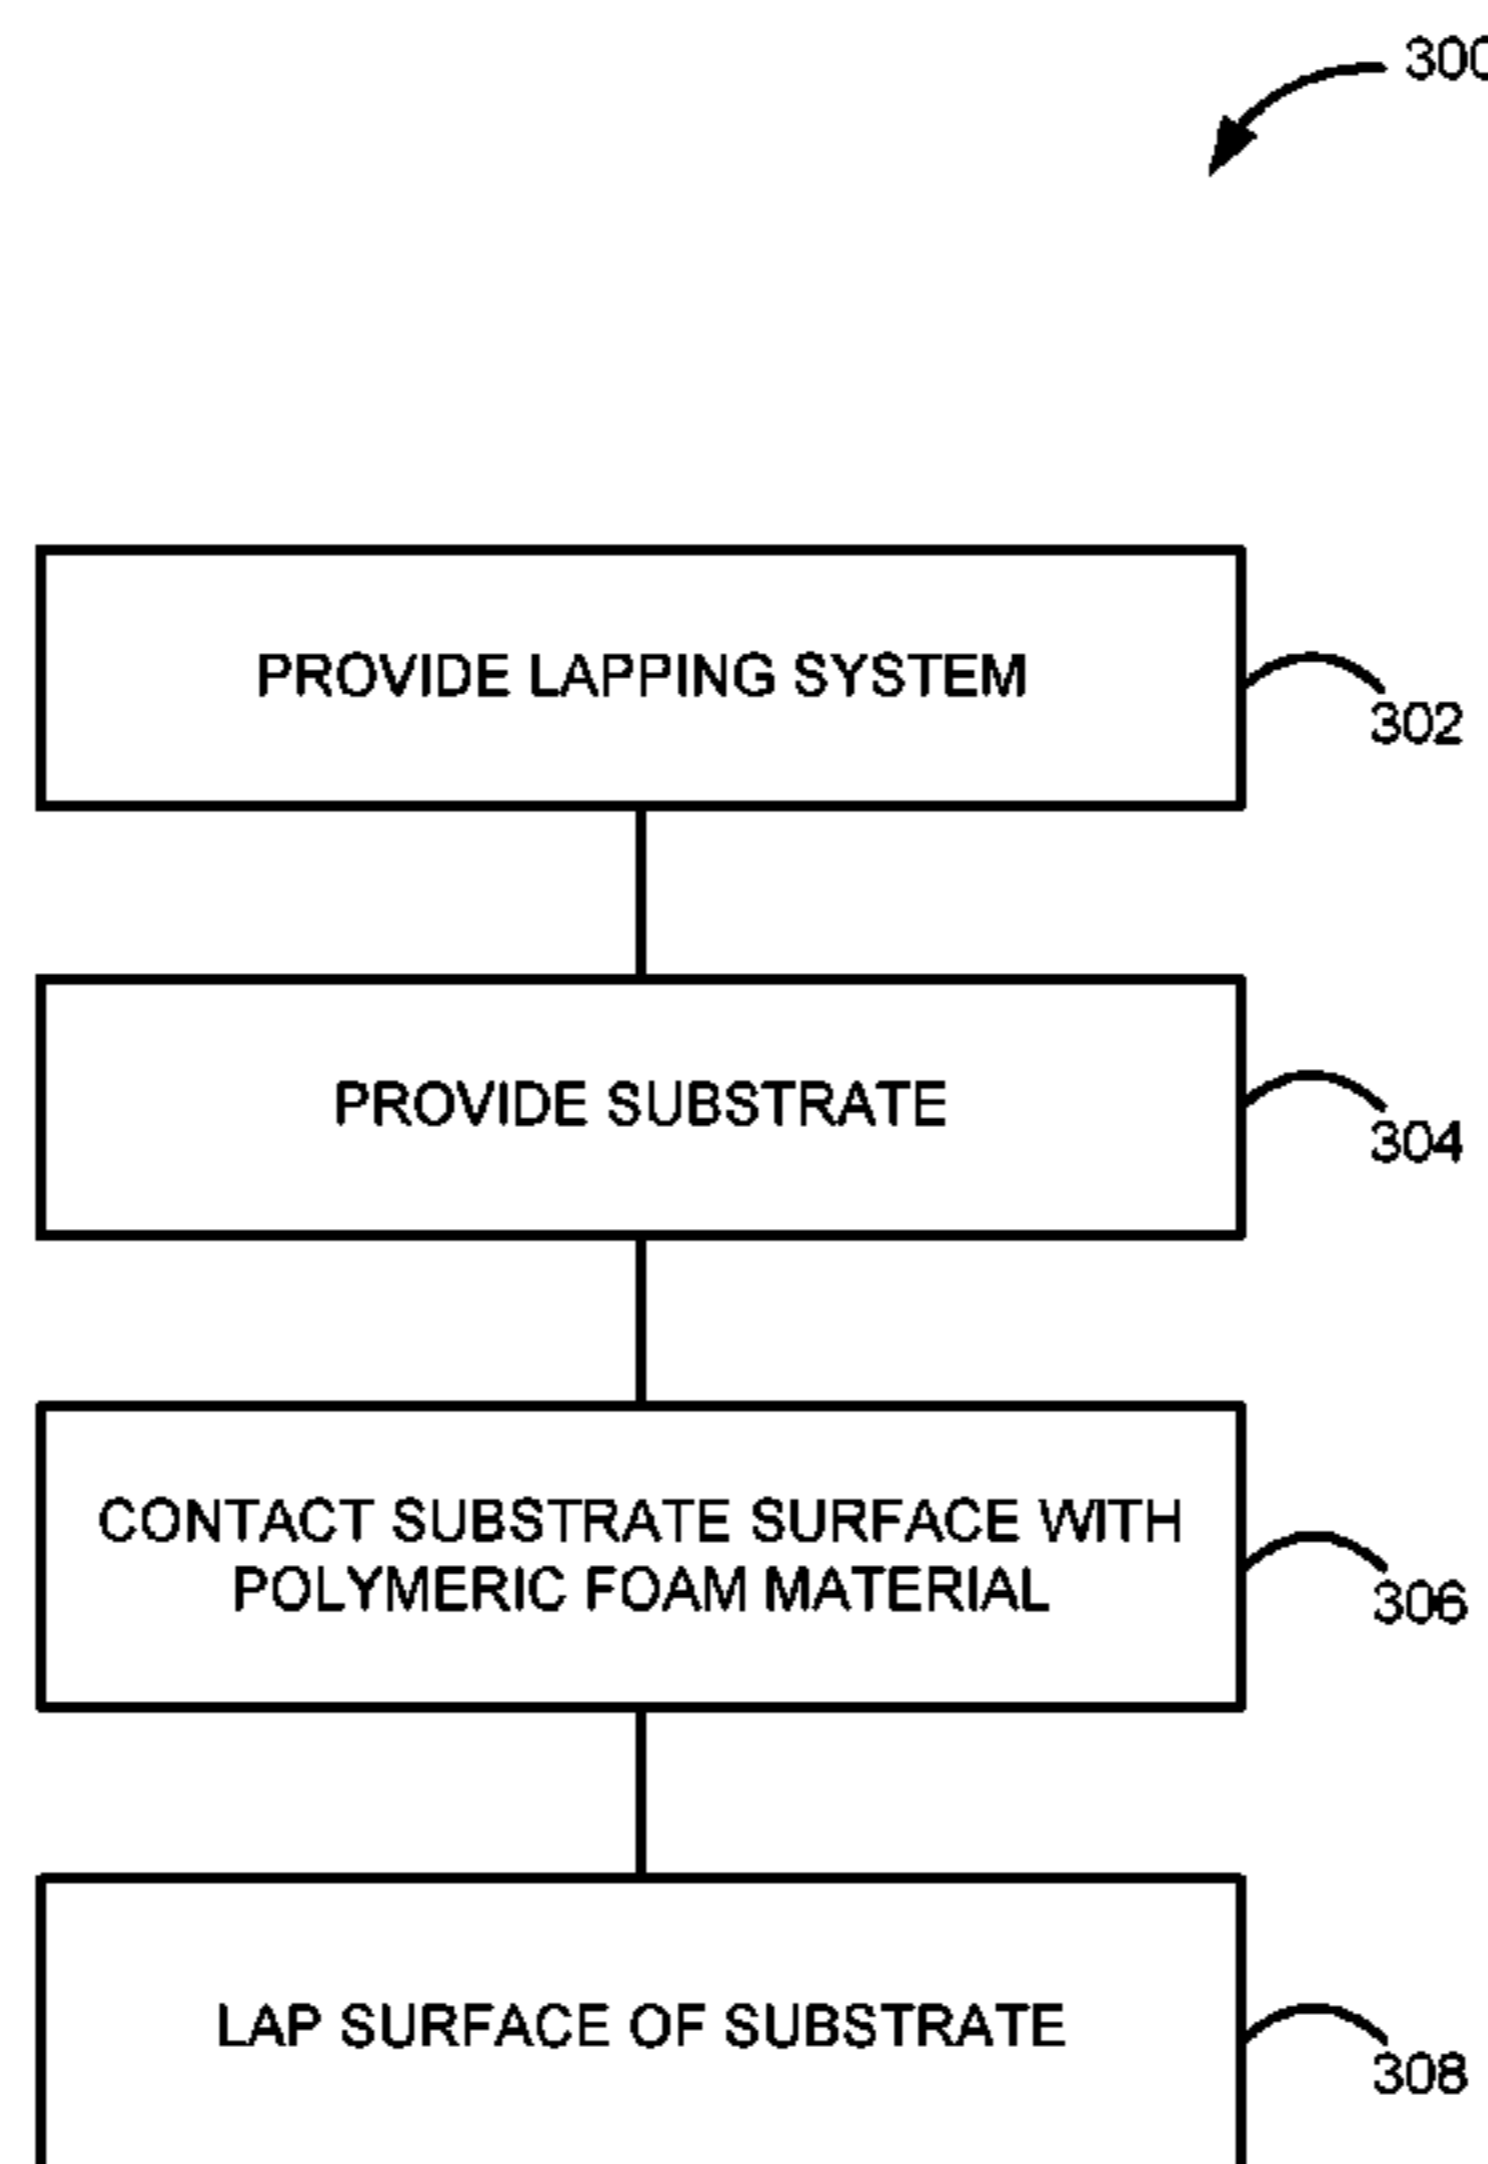 300
PROVIDE LAPPING SYSTEM
302
PROVIDE SUBSTRATE
304
CONTACT SUBSTRATE SURFACE WITH
POLYMERIC FOAM MATERIAL
306
LAP SURFACE OF SUBSTRATE
308